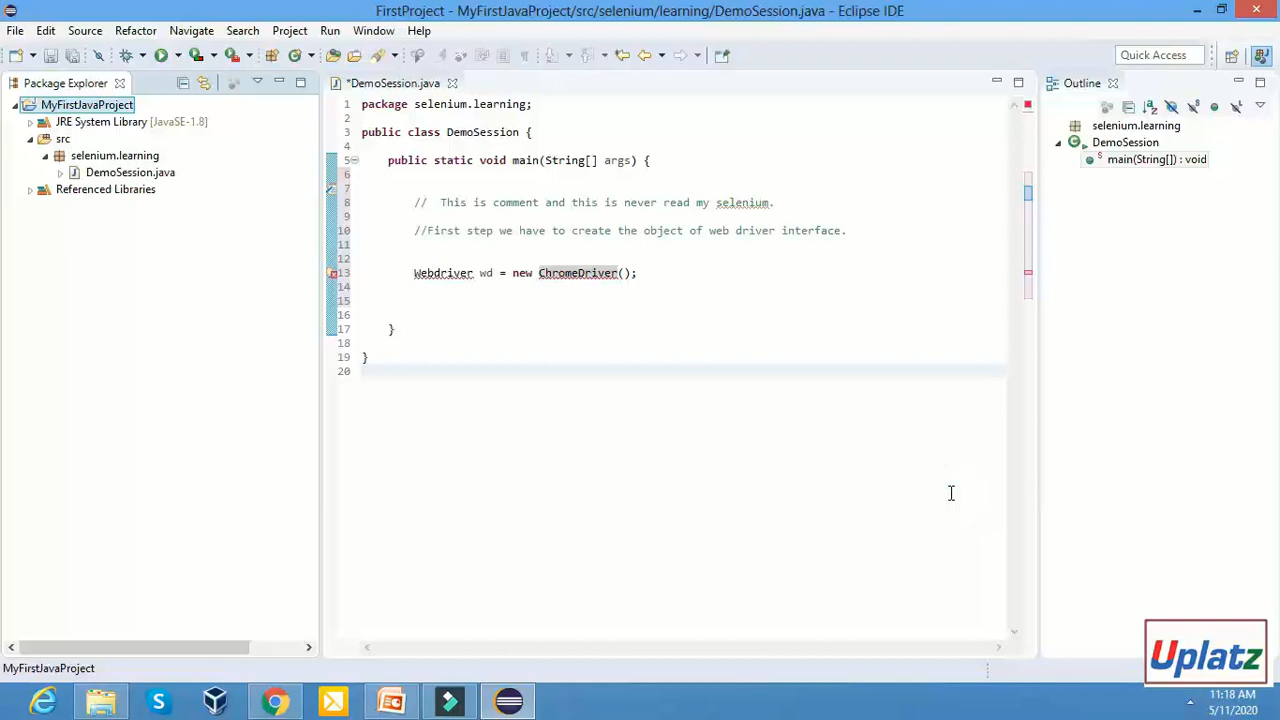 FirstProject - MyFirstJavaProject/src/selenium/learning/DemoSession.java - Eclipse IDE
File Edit Source Refactor Navigate Search Project Run Window Help
Quick Access
Package Explorer
*DemoSession.java
Outline
MyFirstJavaProject
JRE System Library [JavaSE-1.8]
src
selenium.learning
DemoSession.java
Referenced Libraries
1 package selenium.learning;
2
3 public class DemoSession {
4
5 public static void main(String[] args) {
6
7
8 //  This is comment and this is never read my selenium.
9
10 //First step we have to create the object of web driver interface.
11
12
13 Webdriver wd = new ChromeDriver();
14
15
16
17 }
18
19 }
20
selenium.learning
DemoSession
main(String[]) : void
MyFirstJavaProject
Uplatz
11:18 AM
5/11/2020